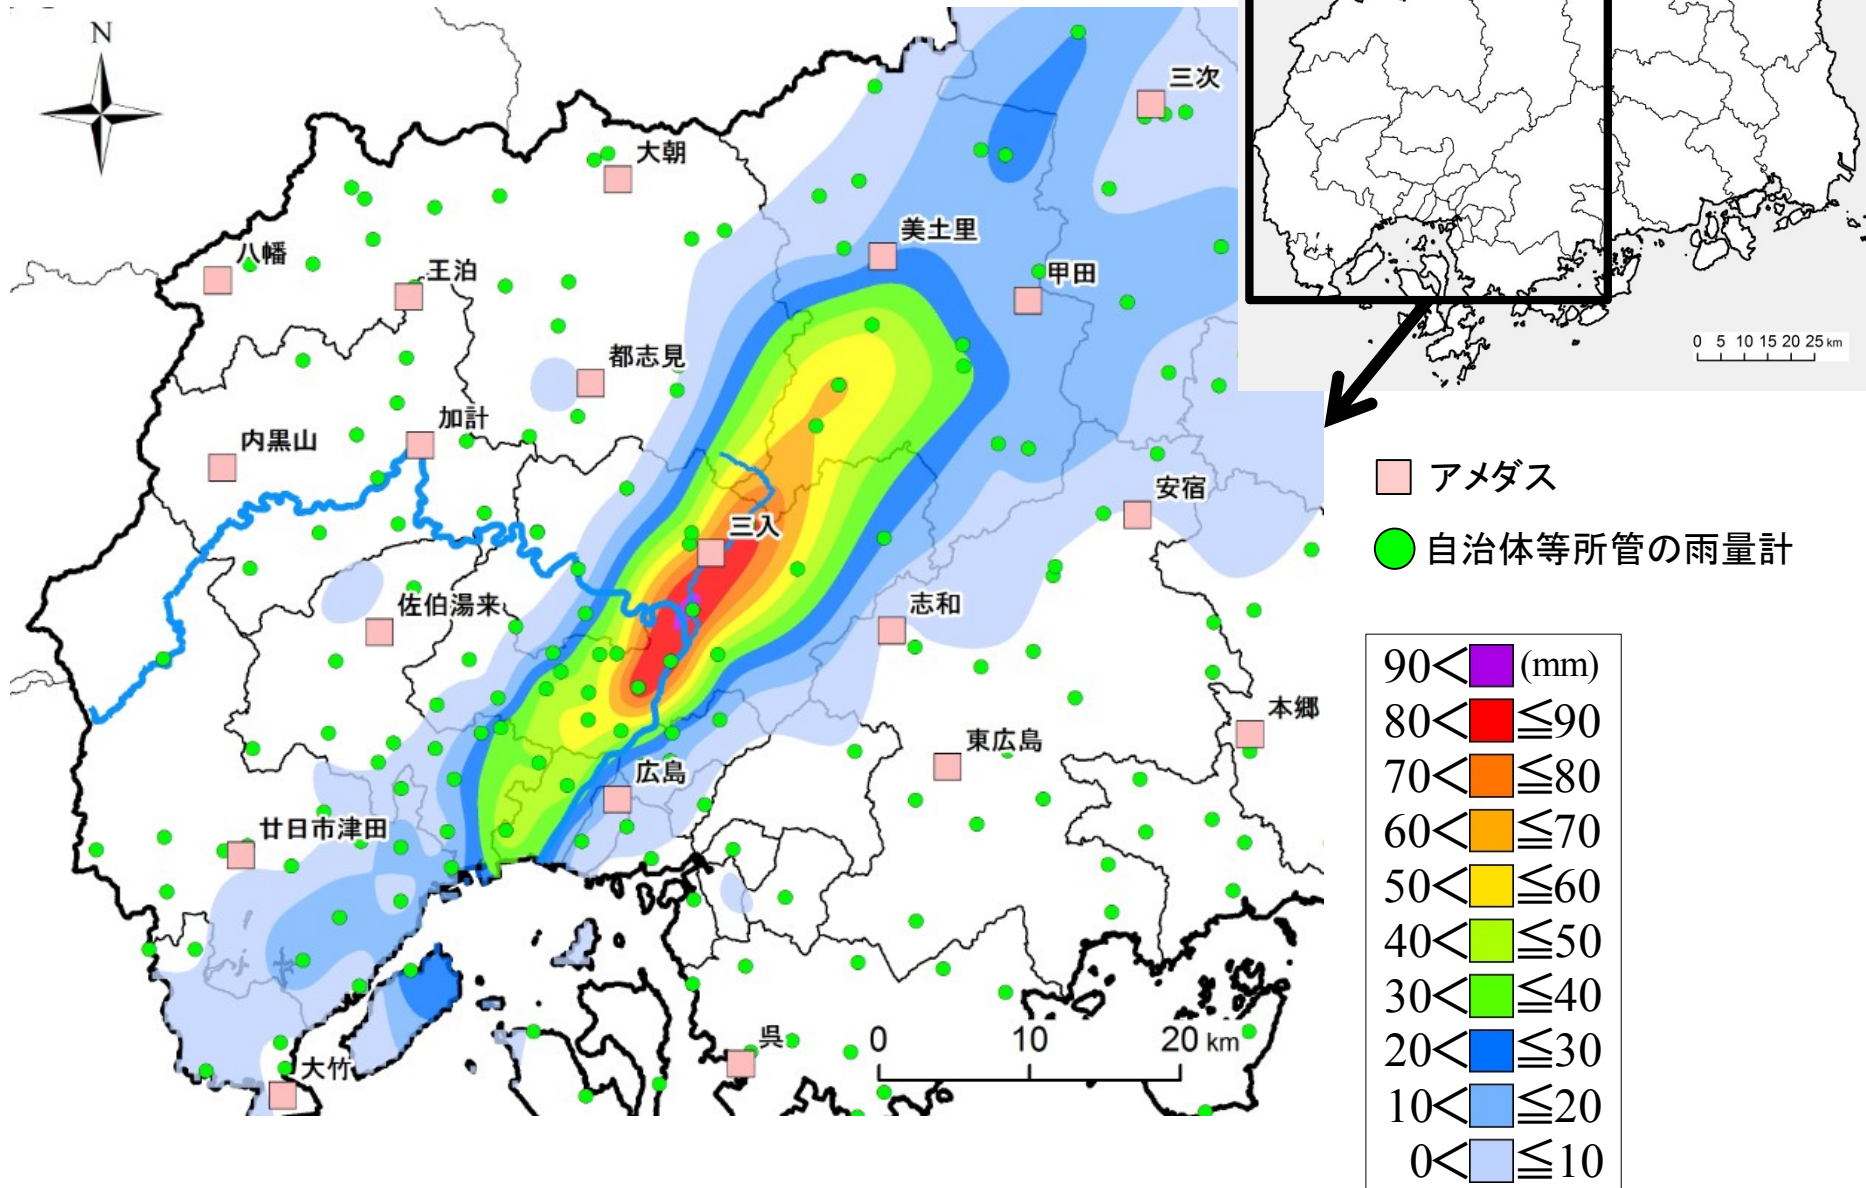 N
三次
大朝
美土里
八幡
王泊
甲田
都志見
加計
内黒山
安宿
三入
佐伯湯来
志和
本郷
東広島
広島
廿日市津田
呉
大竹
0 10 20 km
0 5 10 15 20 25 km
アメダス
自治体等所管の雨量計
90< (mm)
80< ≦90
70< ≦80
60< ≦70
50< ≦60
40< ≦50
30< ≦40
20< ≦30
10< ≦20
0< ≦10